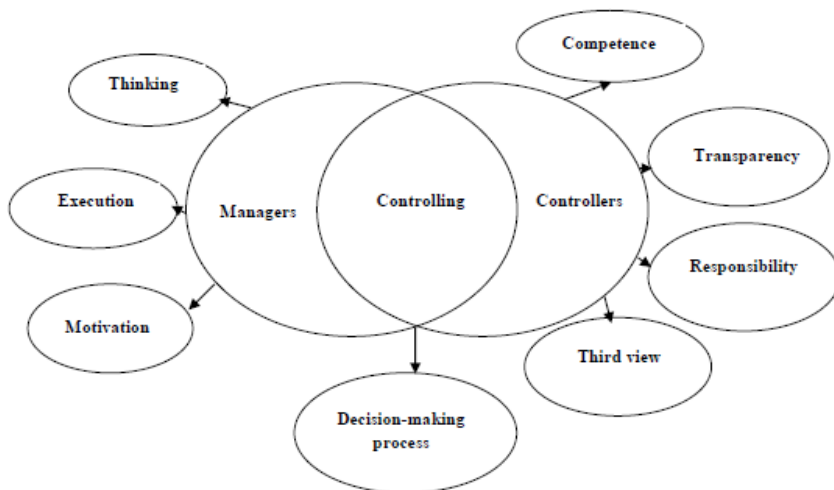 Competence
Thinking
Transparency
Execution
Managers
Controlling
Controllers
Responsibility
Motivation
Third view
Decision-making
process